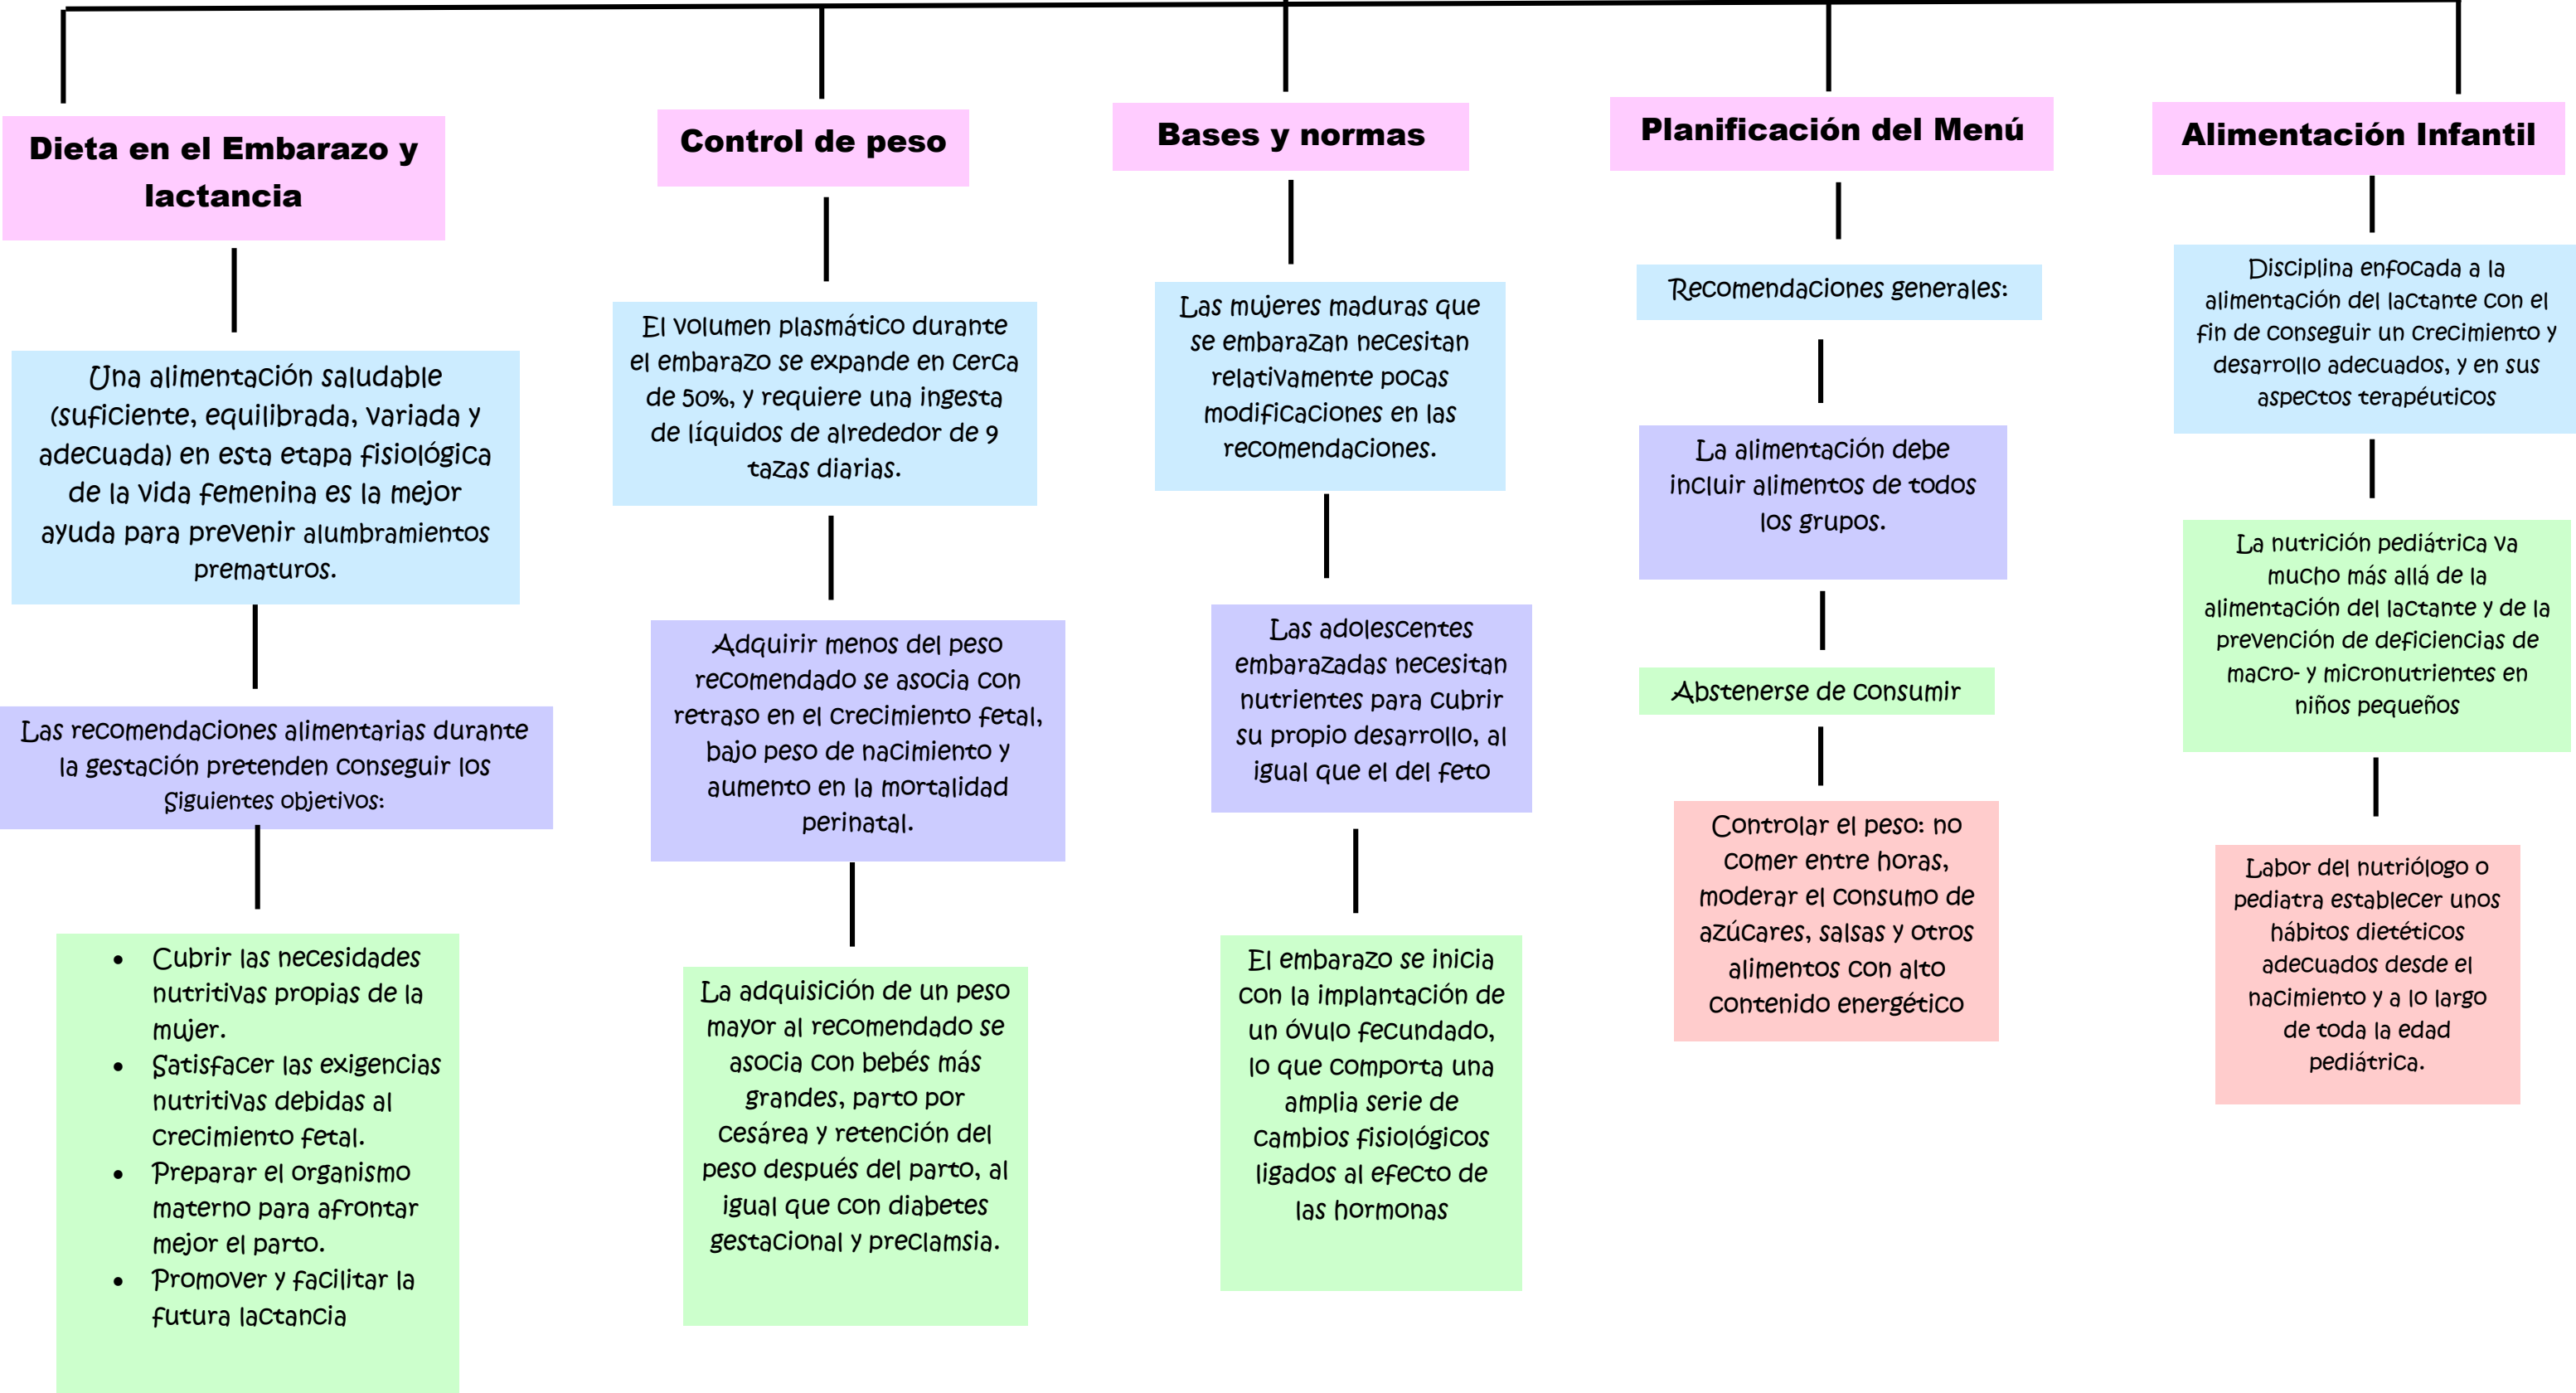 Dieta en el Embarazo y
lactancia
Una alimentación saludable
(suficiente, equilibrada, variada y
adecuada) en esta etapa fisiológica
de la vida femenina es la mejor
ayuda para prevenir alumbramientos
prematuros.
Las recomendaciones alimentarias durante
la gestación pretenden conseguir los
Siguientes objetivos:
• Cubrir las necesidades
nutritivas propias de la
mujer.
• Satisfacer las exigencias
nutritivas debidas al
crecimiento fetal.
• Preparar el organismo
materno para afrontar
mejor el parto.
• Promover y facilitar la
futura lactancia
Control de peso
El volumen plasmático durante
el embarazo se expande en cerca
de 50%, y requiere una ingesta
de líquidos de alrededor de 9
tazas diarias.
Adquirir menos del peso
recomendado se asocia con
retraso en el crecimiento fetal,
bajo peso de nacimiento y
aumento en la mortalidad
perinatal.
La adquisición de un peso
mayor al recomendado se
asocia con bebés más
grandes, parto por
cesárea y retención del
peso después del parto, al
igual que con diabetes
gestacional y preclamsia.
Bases y normas
Las mujeres maduras que
se embarazan necesitan
relativamente pocas
modificaciones en las
recomendaciones.
Las adolescentes
embarazadas necesitan
nutrientes para cubrir
su propio desarrollo, al
igual que el del feto
El embarazo se inicia
con la implantación de
un óvulo fecundado,
lo que comporta una
amplia serie de
cambios fisiológicos
ligados al efecto de
las hormonas
Planificación del Menú
Recomendaciones generales:
La alimentación debe
incluir alimentos de todos
los grupos.
Abstenerse de consumir
Controlar el peso: no
comer entre horas,
moderar el consumo de
azúcares, salsas y otros
alimentos con alto
contenido energético
Alimentación Infantil
Disciplina enfocada a la
alimentación del lactante con el
fin de conseguir un crecimiento y
desarrollo adecuados, y en sus
aspectos terapéuticos
La nutrición pediátrica va
mucho más allá de la
alimentación del lactante y de la
prevención de deficiencias de
macro- y micronutrientes en
niños pequeños
Labor del nutriólogo o
pediatra establecer unos
hábitos dietéticos
adecuados desde el
nacimiento y a lo largo
de toda la edad
pediátrica.